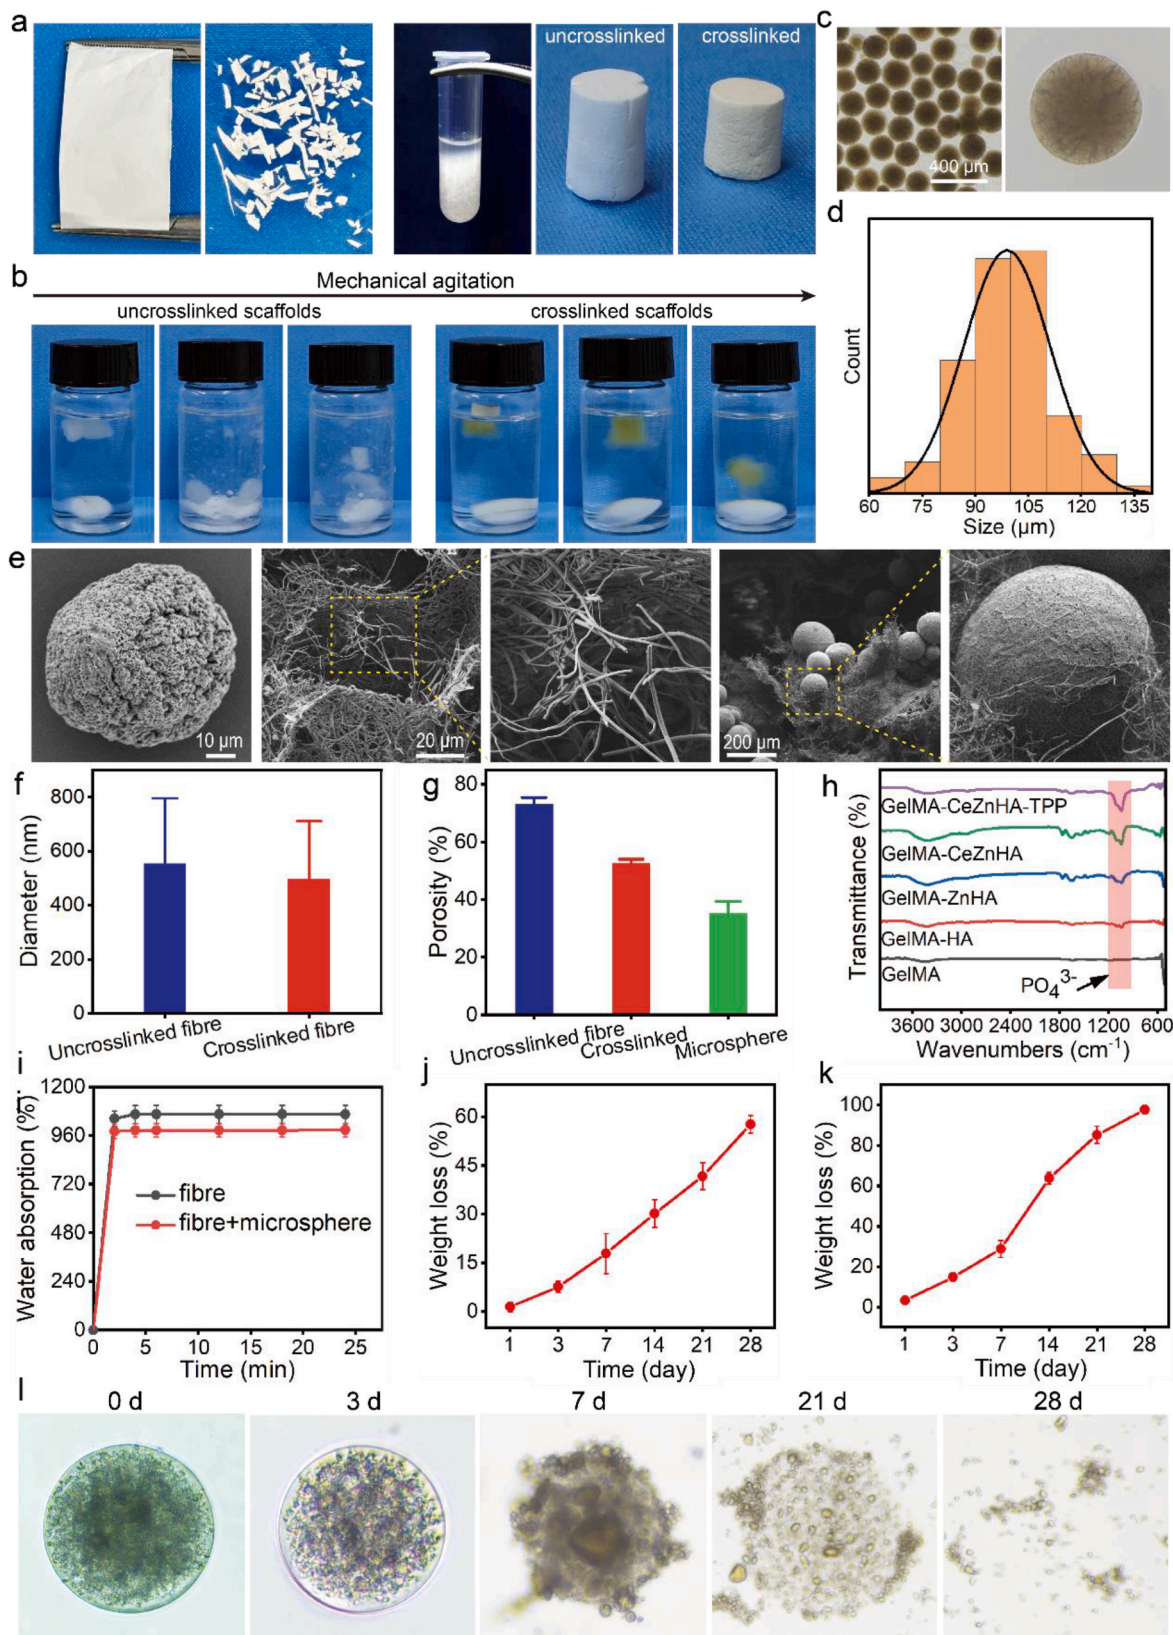 a
uncrosslinked
crosslinked
c
400 µm
b
Mechanical agitation
uncrosslinked scaffolds
crosslinked scaffolds
d
Count
60 75 90 105 120 135
Size (µm)
e
10 µm
20 µm
200 µm
f
Diameter (nm)
800
600
400
200
0
Uncrosslinked fibre
Crosslinked fibre
g
Porosity (%)
80
60
40
20
0
Uncrosslinked fibre
Crosslinked
Microsphere
h
Transmittance (%)
GelMA-CeZnHA-TPP
GelMA-CeZnHA
GelMA-ZnHA
GelMA-HA
GelMA
PO₄³⁻
3600 3000 2400 1800 1200 600
Wavenumbers (cm⁻¹)
i
Water absorption (%)
1200
960
720
480
240
0
fibre
fibre+microsphere
0 5 10 15 20 25
Time (min)
j
Weight loss (%)
60
45
30
15
0
1 3 7 14 21 28
Time (day)
k
Weight loss (%)
100
80
60
40
20
0
1 3 7 14 21 28
Time (day)
l
0 d
3 d
7 d
21 d
28 d